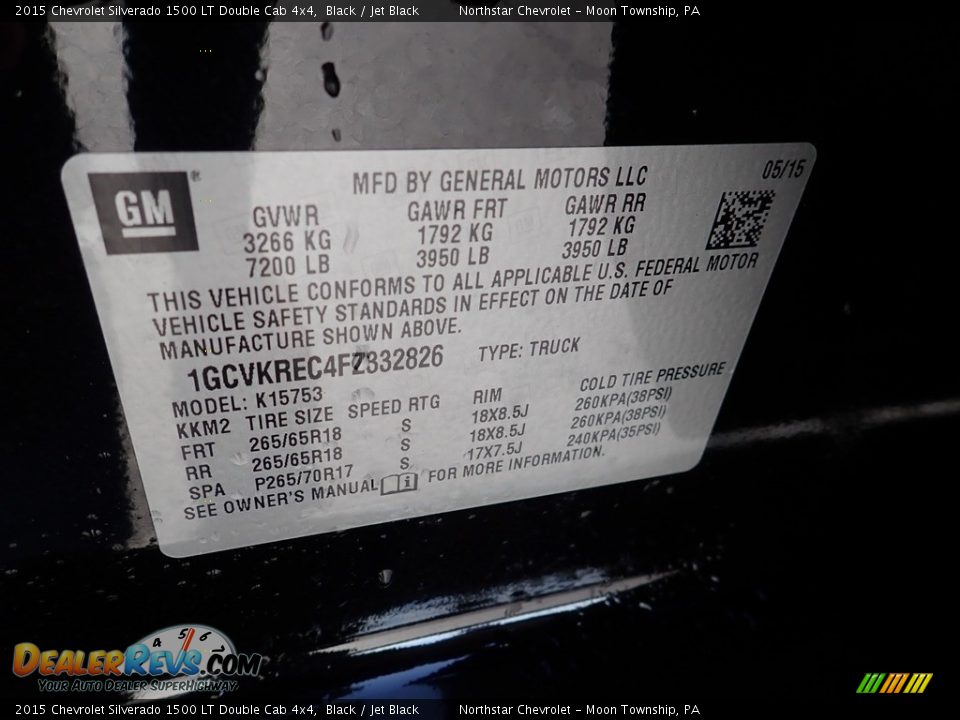 2015 Chevrolet Silverado 1500 LT Double Cab 4x4, Black / Jet Black Northstar Chevrolet - Moon Township, PA
GM®
MFD BY GENERAL MOTORS LLC 05/15
GVWR GAWR FRT GAWR RR
3266 KG 1792 KG 1792 KG
7200 LB 3950 LB 3950 LB
THIS VEHICLE CONFORMS TO ALL APPLICABLE U.S. FEDERAL MOTOR
VEHICLE SAFETY STANDARDS IN EFFECT ON THE DATE OF
MANUFACTURE SHOWN ABOVE.
1GCVKREC4FZ332826 TYPE: TRUCK
MODEL: K15753
KKM2 TIRE SIZE SPEED RTG RIM COLD TIRE PRESSURE
FRT 265/65R18 S 18X8.5J 260KPA(38PSI)
RR 265/65R18 S 18X8.5J 260KPA(38PSI)
SPA P265/70R17 S 17X7.5J 240KPA(35PSI)
SEE OWNER'S MANUAL FOR MORE INFORMATION.
4 5 6
DEALERREVS.COM
YOUR AUTO DEALER SUPERHIGHWAY
2015 Chevrolet Silverado 1500 LT Double Cab 4x4, Black / Jet Black Northstar Chevrolet - Moon Township, PA